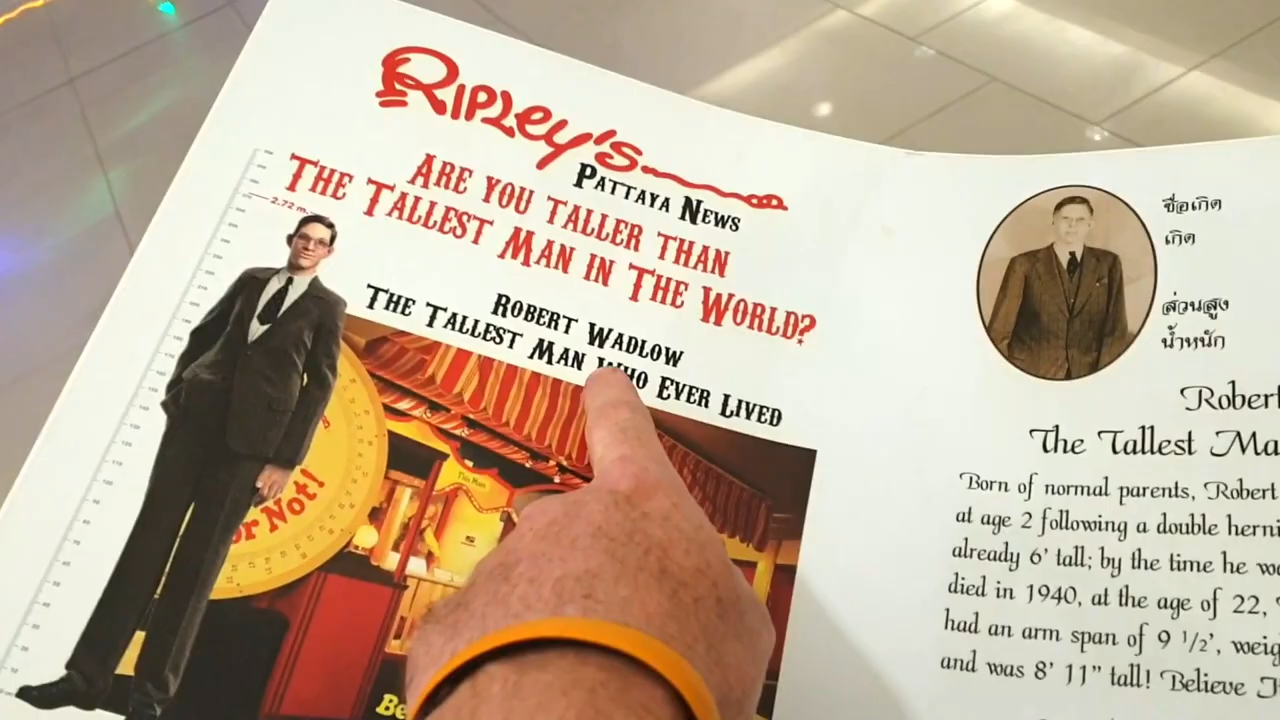 RIPLEY'S
PATTAYA NEWS
ARE YOU TALLER THAN
THE TALLEST MAN IN THE WORLD?
2.72 m.
ROBERT WADLOW
THE TALLEST MAN WHO EVER LIVED
or Not!
Be
ชื่อเกิด
เกิด
ส่วนสูง
น้ำหนัก
Robert
The Tallest Ma
Born of normal parents, Robert
at age 2 following a double herni
already 6' tall; by the time he
died in 1940, at the age of 22,
had an arm span of 9 1/2', weig
and was 8' 11" tall! Believe I